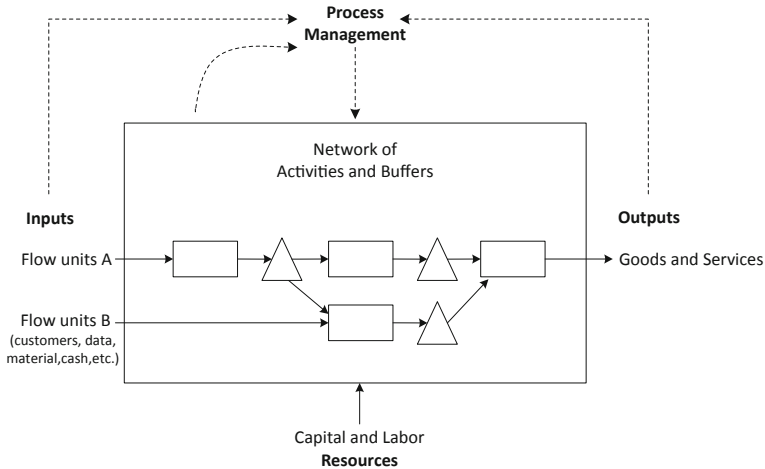 Process
Management
Network of
Activities and Buffers
Inputs
Outputs
Flow units A
Goods and Services
Flow units B
(customers, data,
material,cash,etc.)
Capital and Labor
Resources